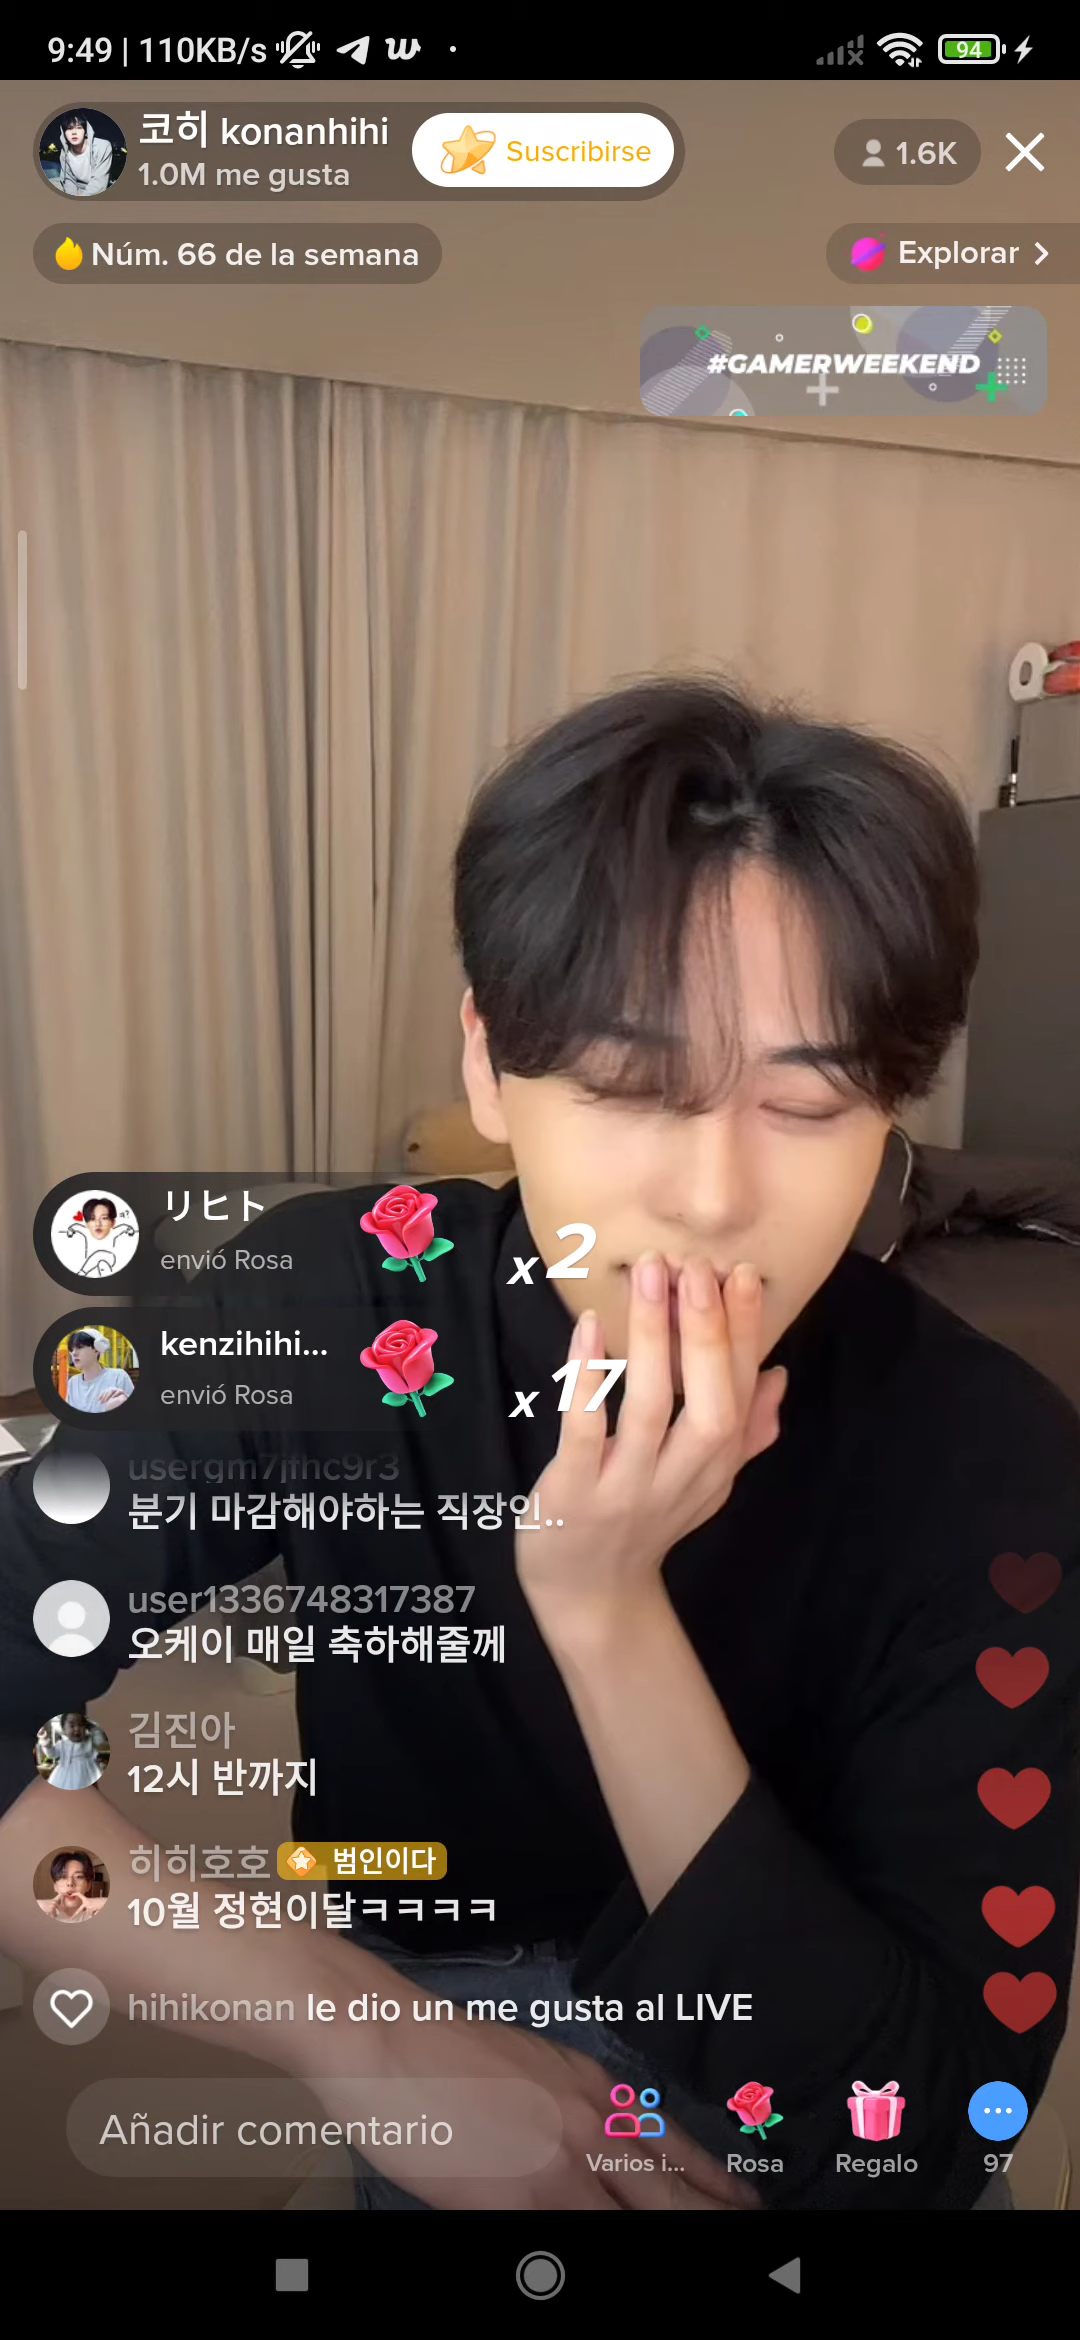 9:49 | 110KB/s
94
코히 konanhihi
1.0M me gusta
Suscribirse
1.6K
Núm. 66 de la semana
Explorar
#GAMERWEEKEND
リヒト
envió Rosa
x2
kenzihihi...
envió Rosa
x17
usergm7jfhc9r3
분기 마감해야하는 직장인..
user1336748317387
오케이 매일 축하해줄께
김진아
12시 반까지
히히호호 범인이다
10월 정현이달ㅋㅋㅋㅋ
hihikonan le dio un me gusta al LIVE
Añadir comentario
Varios i...
Rosa
Regalo
97